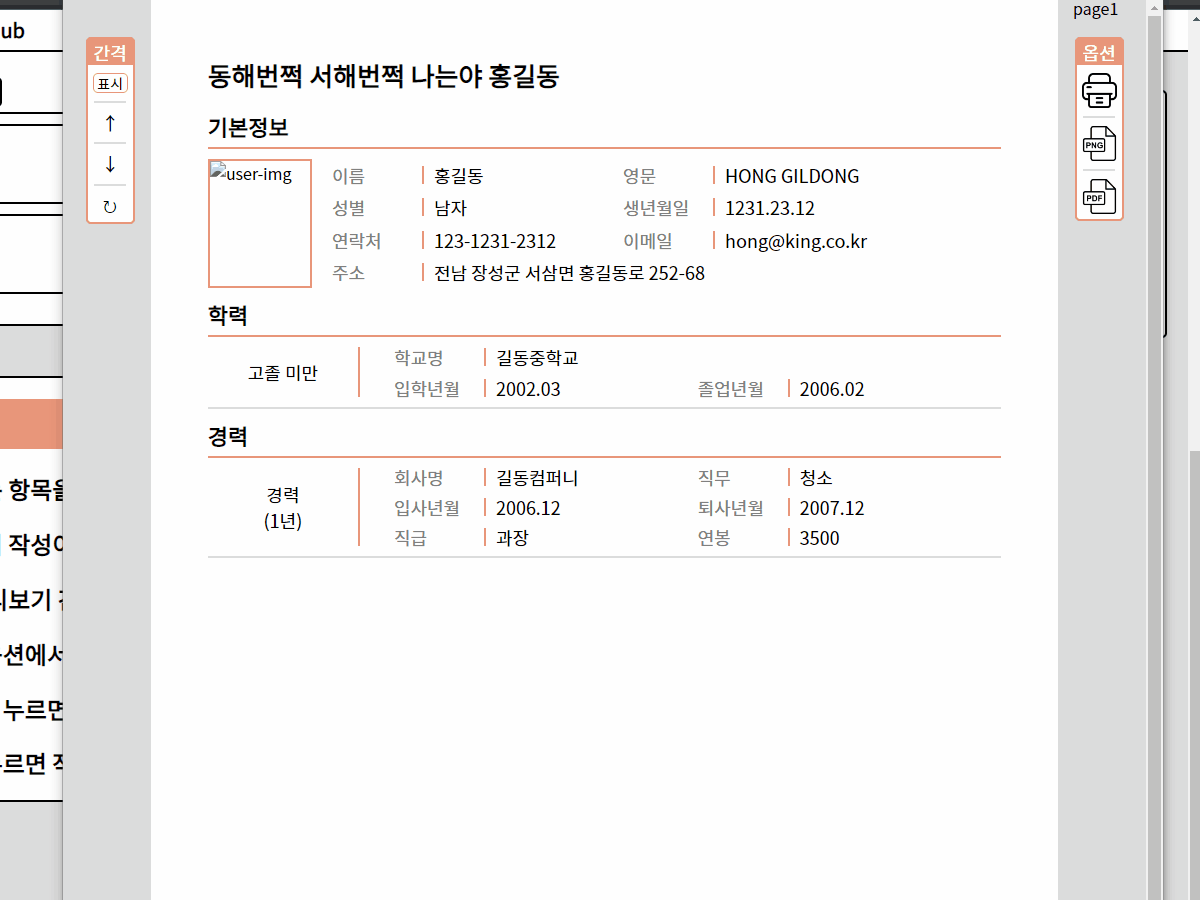 page1
ub
간격
표시
↑
↓
↻
옵션
PNG
PDF
동해번쩍 서해번쩍 나는야 홍길동
기본정보
user-img
이름 홍길동 영문 HONG GILDONG
성별 남자 생년월일 1231.23.12
연락처 123-1231-2312 이메일 hong@king.co.kr
주소 전남 장성군 서삼면 홍길동로 252-68
학력
고졸 미만
학교명 길동중학교
입학년월 2002.03 졸업년월 2006.02
경력
경력
(1년)
회사명 길동컴퍼니 직무 청소
입사년월 2006.12 퇴사년월 2007.12
직급 과장 연봉 3500
항목을
작성이
보기
션에서
누르면
르면